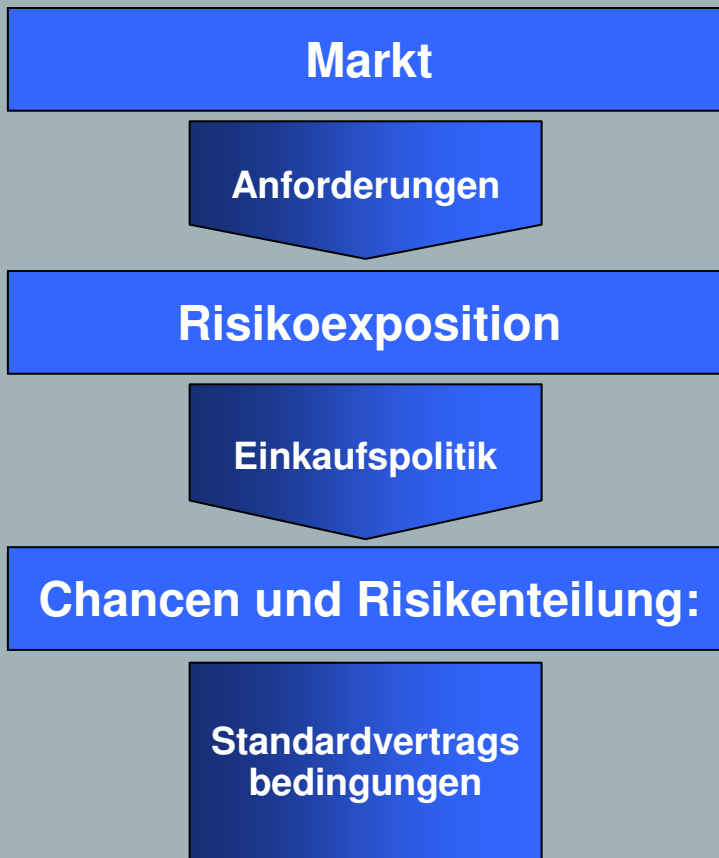 Markt
Anforderungen
Risikoexposition
Einkaufspolitik
Chancen und Risikenteilung:
Standardvertrags
bedingungen